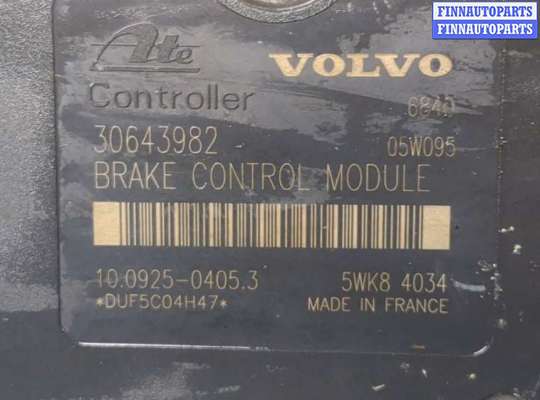 FINNAUTOPARTS
FINNAUTOPARTS
Ate VOLVO
Controller
30643982 05W095
BRAKE CONTROL MODULE
10.0925-0405.3 5WK8 4034
*DUF5C04H47* MADE IN FRANCE